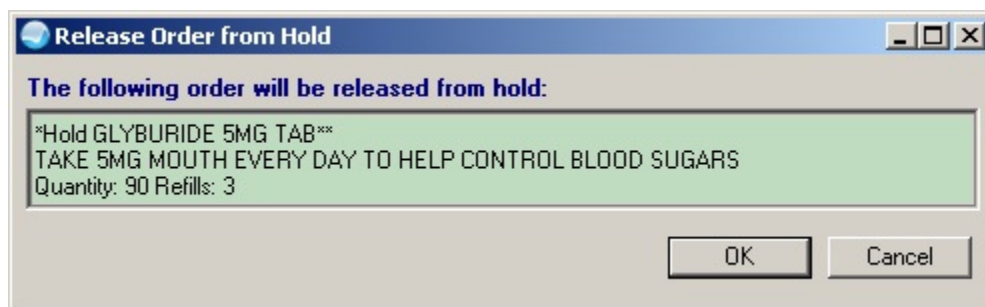 Release Order from Hold
The following order will be released from hold:
*Hold GLYBURIDE 5MG TAB**
TAKE 5MG MOUTH EVERY DAY TO HELP CONTROL BLOOD SUGARS
Quantity: 90 Refills: 3
OK Cancel